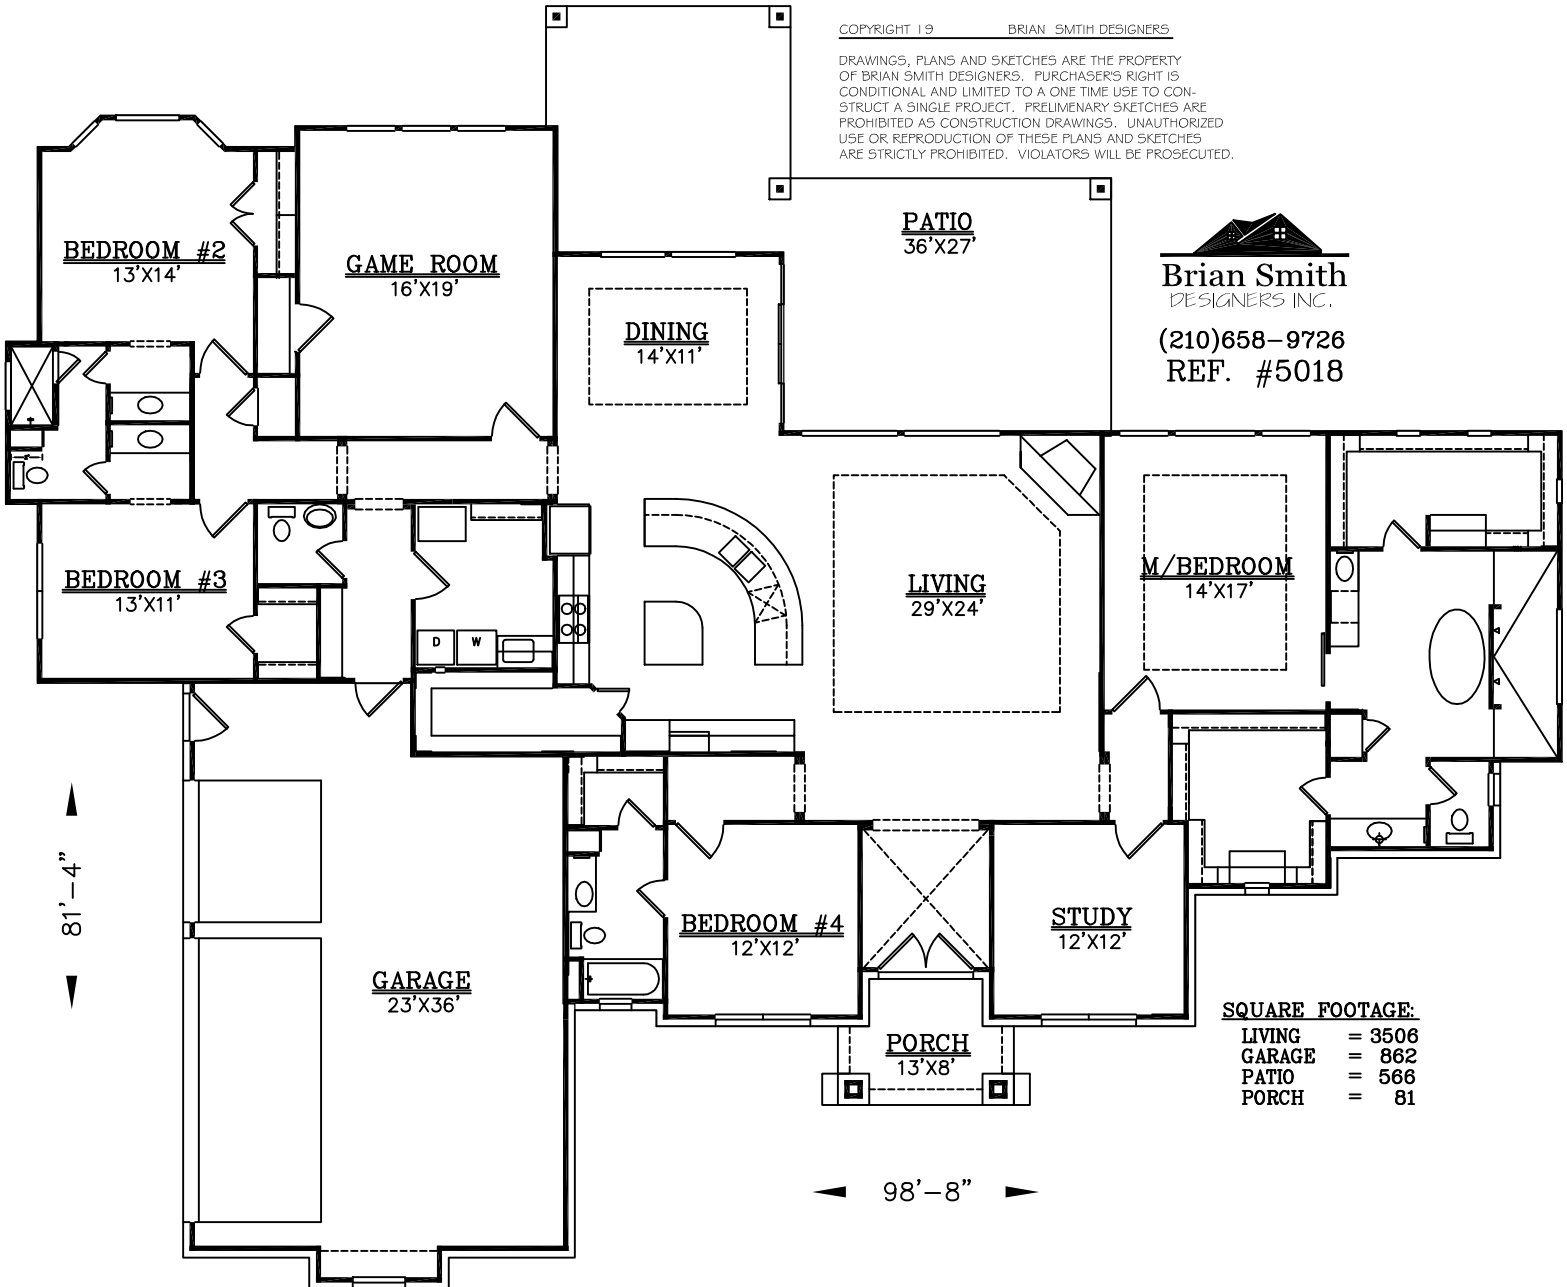 COPYRIGHT 19 BRIAN SMTIH DESIGNERS
DRAWINGS, PLANS AND SKETCHES ARE THE PROPERTY
OF BRIAN SMITH DESIGNERS. PURCHASER'S RIGHT IS
CONDITIONAL AND LIMITED TO A ONE TIME USE TO CON-
STRUCT A SINGLE PROJECT. PRELIMENARY SKETCHES ARE
PROHIBITED AS CONSTRUCTION DRAWINGS. UNAUTHORIZED
USE OR REPRODUCTION OF THESE PLANS AND SKETCHES
ARE STRICTLY PROHIBITED. VIOLATORS WILL BE PROSECUTED.
PATIO
36'X27'
Brian Smith
DESIGNERS INC.
(210)658-9726
REF. #5018
BEDROOM #2
13'X14'
GAME ROOM
16'X19'
DINING
14'X11'
BEDROOM #3
13'X11'
D W
LIVING
29'X24'
M/BEDROOM
14'X17'
81'-4"
GARAGE
23'X36'
BEDROOM #4
12'X12'
STUDY
12'X12'
PORCH
13'X8'
SQUARE FOOTAGE:
LIVING = 3506
GARAGE = 862
PATIO = 566
PORCH = 81
98'-8"